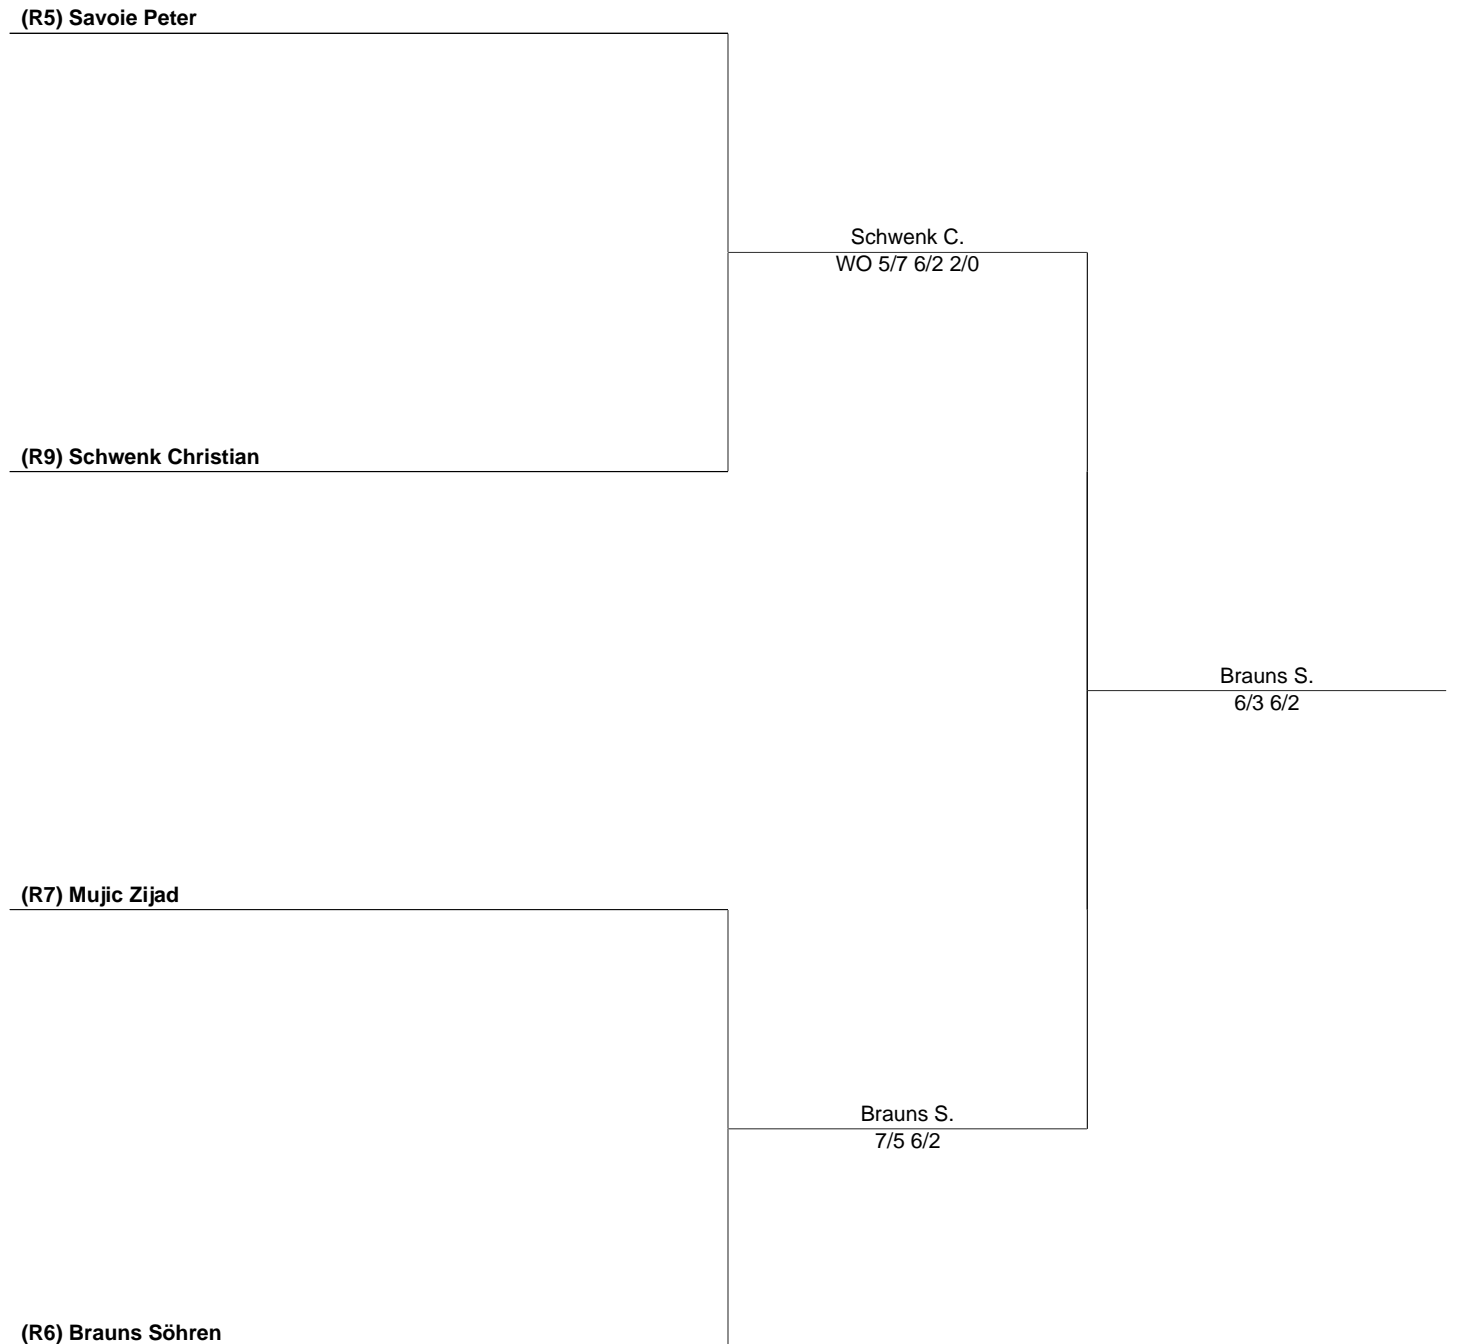 (R5) Savoie Peter
Schwenk C.
WO 5/7 6/2 2/0
(R9) Schwenk Christian
Brauns S.
6/3 6/2
(R7) Mujic Zijad
Brauns S.
7/5 6/2
(R6) Brauns Söhren